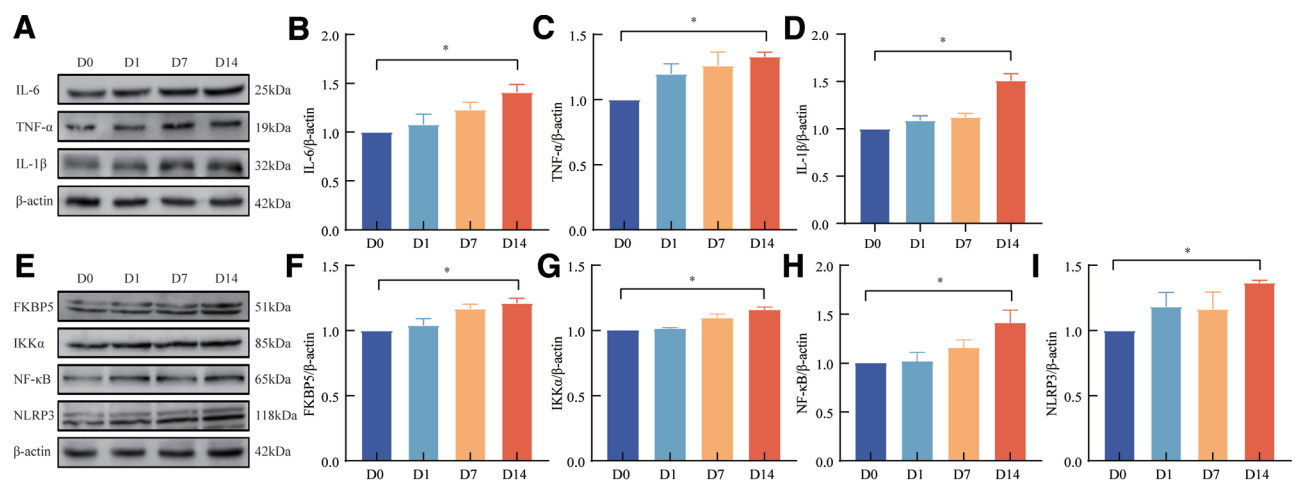 A
D0 D1 D7 D14
IL-6 25kDa
TNF-α 19kDa
IL-1β 32kDa
β-actin 42kDa
B
*
IL-6/β-actin
2.0
1.5
1.0
1.5
0.0
D0 D1 D7 D14
C
*
TNF-α/β-actin
1.5
1.0
0.5
0.0
D0 D1 D7 D14
D
*
IL-1β/β-actin
2.0
1.5
1.0
0.5
0.0
D0 D1 D7 D14
E
D0 D1 D7 D14
FKBP5 51kDa
IKKα 85kDa
NF-κB 65kDa
NLRP3 118kDa
β-actin 42kDa
F
*
FKBP5/β-actin
1.5
1.0
0.5
0.0
D0 D1 D7 D14
G
*
IKKα/β-actin
1.5
1.0
0.5
0.0
D0 D1 D7 D14
H
*
NF-κB/β-actin
2.0
1.5
1.0
0.5
0.0
D0 D1 D7 D14
I
*
NLRP3/β-actin
1.5
1.0
0.5
0.0
D0 D1 D7 D14